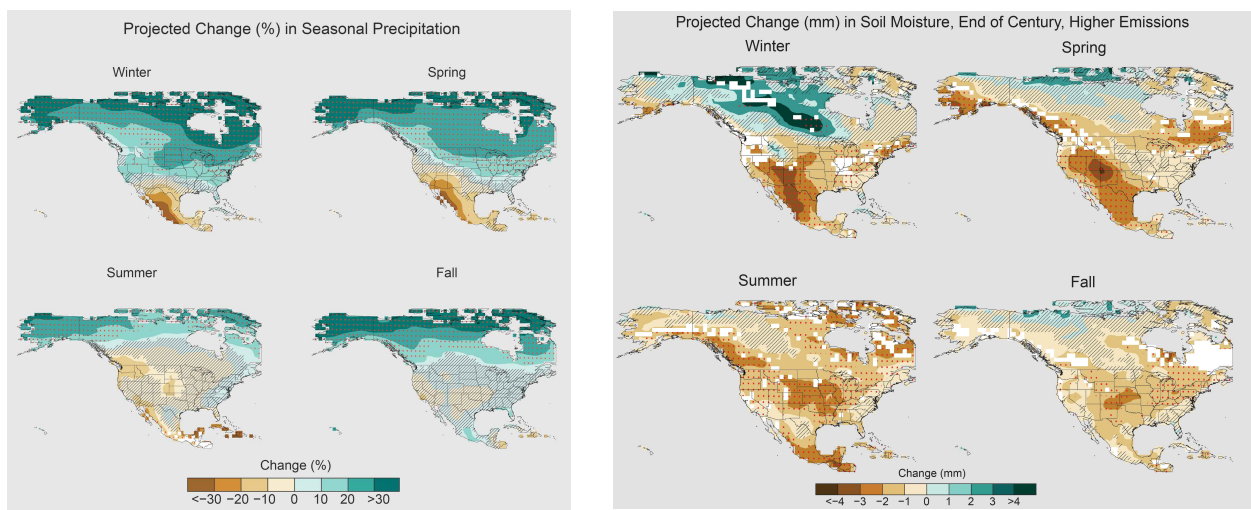 Projected Change (%) in Seasonal Precipitation
Winter
Spring
Summer
Fall
Change (%)
<−30 −20 −10 0 10 20 >30
Projected Change (mm) in Soil Moisture, End of Century, Higher Emissions
Winter
Spring
Summer
Fall
Change (mm)
<−4 −3 −2 −1 0 1 2 3 >4